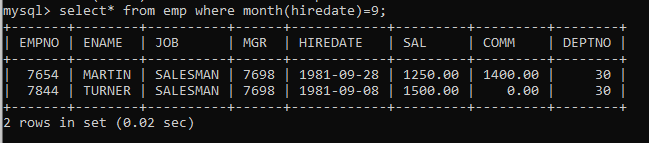 mysql> select* from emp where month(hiredate)=9;
+-------+--------+----------+------+------------+---------+---------+--------+
| EMPNO | ENAME  | JOB      | MGR  | HIREDATE   | SAL     | COMM    | DEPTNO |
+-------+--------+----------+------+------------+---------+---------+--------+
|  7654 | MARTIN | SALESMAN | 7698 | 1981-09-28 | 1250.00 | 1400.00 |     30 |
|  7844 | TURNER | SALESMAN | 7698 | 1981-09-08 | 1500.00 |    0.00 |     30 |
+-------+--------+----------+------+------------+---------+---------+--------+
2 rows in set (0.02 sec)